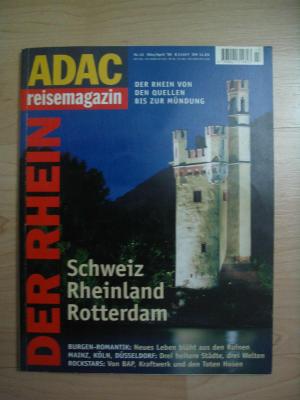 ADAC
reisemagazin
DER RHEIN VON
DEN QUELLEN
BIS ZUR MÜNDUNG
DER RHEIN
Schweiz
Rheinland
Rotterdam
BURGEN-ROMANTIK: Neues Leben blüht aus den Ruinen
MAINZ, KÖLN, DÜSSELDORF: Drei heitere Städte, drei Welten
ROCKSTARS: Von BAP, Kraftwerk und den Toten Hosen